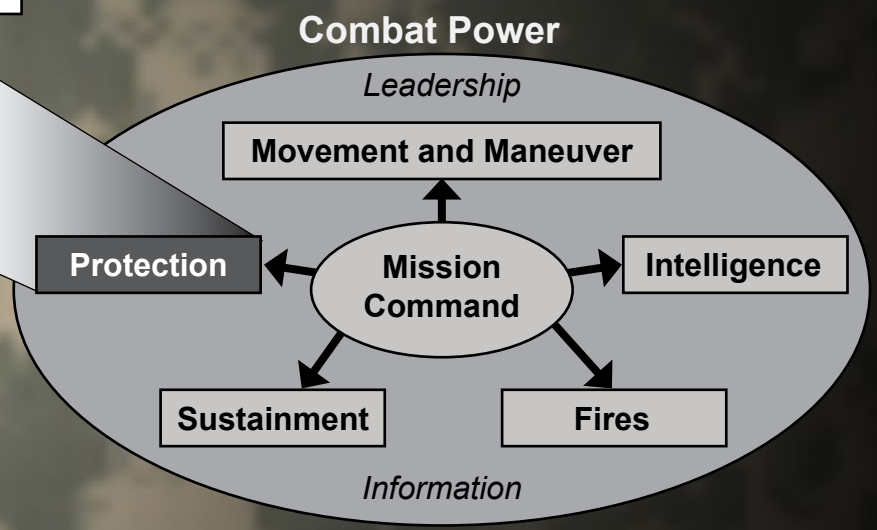 Combat Power
Leadership
Movement and Maneuver
Protection
Mission
Command
Intelligence
Sustainment
Fires
Information